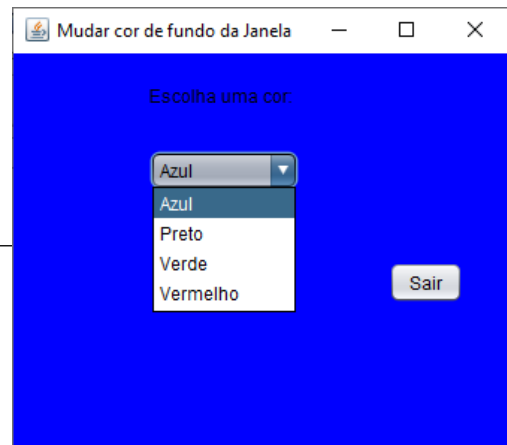 Mudar cor de fundo da Janela
Escolha uma cor:
Azul
Azul
Preto
Verde
Vermelho
Sair